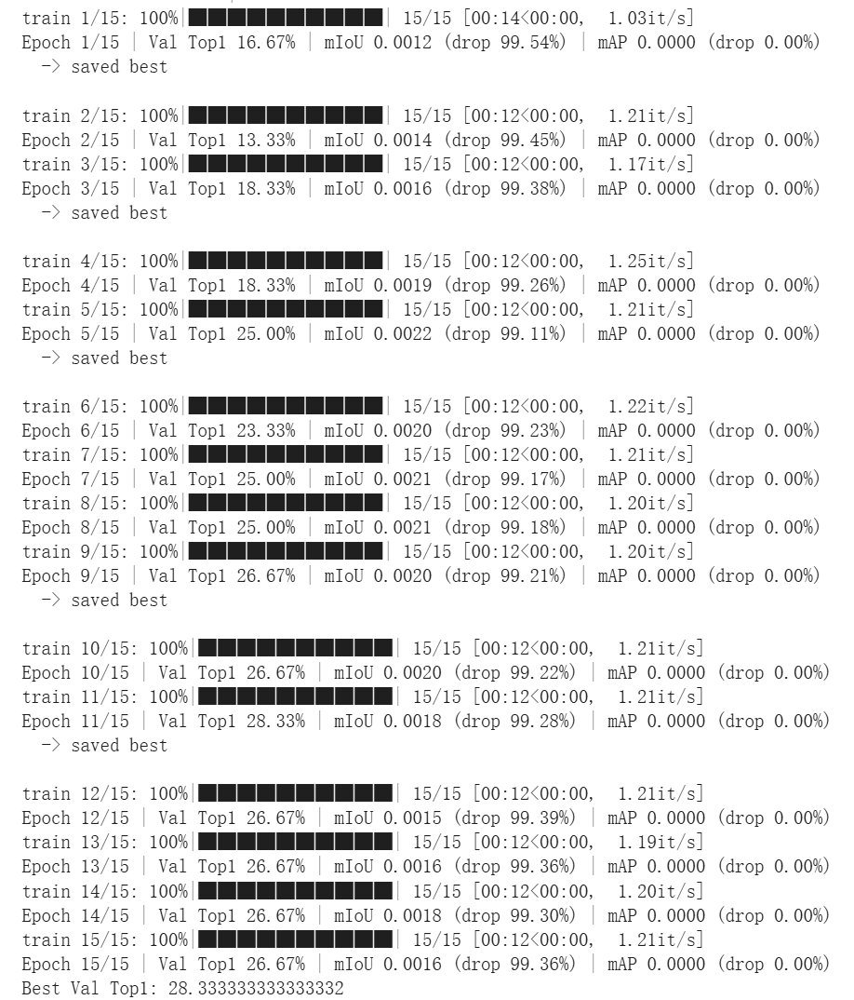 train 1/15: 100%|██████████| 15/15 [00:14<00:00,  1.03it/s]
Epoch 1/15 | Val Top1 16.67% | mIoU 0.0012 (drop 99.54%) | mAP 0.0000 (drop 0.00%)
  -> saved best
train 2/15: 100%|██████████| 15/15 [00:12<00:00,  1.21it/s]
Epoch 2/15 | Val Top1 13.33% | mIoU 0.0014 (drop 99.45%) | mAP 0.0000 (drop 0.00%)
train 3/15: 100%|██████████| 15/15 [00:12<00:00,  1.17it/s]
Epoch 3/15 | Val Top1 18.33% | mIoU 0.0016 (drop 99.38%) | mAP 0.0000 (drop 0.00%)
  -> saved best
train 4/15: 100%|██████████| 15/15 [00:12<00:00,  1.25it/s]
Epoch 4/15 | Val Top1 18.33% | mIoU 0.0019 (drop 99.26%) | mAP 0.0000 (drop 0.00%)
train 5/15: 100%|██████████| 15/15 [00:12<00:00,  1.21it/s]
Epoch 5/15 | Val Top1 25.00% | mIoU 0.0022 (drop 99.11%) | mAP 0.0000 (drop 0.00%)
  -> saved best
train 6/15: 100%|██████████| 15/15 [00:12<00:00,  1.22it/s]
Epoch 6/15 | Val Top1 23.33% | mIoU 0.0020 (drop 99.23%) | mAP 0.0000 (drop 0.00%)
train 7/15: 100%|██████████| 15/15 [00:12<00:00,  1.21it/s]
Epoch 7/15 | Val Top1 25.00% | mIoU 0.0021 (drop 99.17%) | mAP 0.0000 (drop 0.00%)
train 8/15: 100%|██████████| 15/15 [00:12<00:00,  1.20it/s]
Epoch 8/15 | Val Top1 25.00% | mIoU 0.0021 (drop 99.18%) | mAP 0.0000 (drop 0.00%)
train 9/15: 100%|██████████| 15/15 [00:12<00:00,  1.20it/s]
Epoch 9/15 | Val Top1 26.67% | mIoU 0.0020 (drop 99.21%) | mAP 0.0000 (drop 0.00%)
  -> saved best
train 10/15: 100%|██████████| 15/15 [00:12<00:00,  1.21it/s]
Epoch 10/15 | Val Top1 26.67% | mIoU 0.0020 (drop 99.22%) | mAP 0.0000 (drop 0.00%)
train 11/15: 100%|██████████| 15/15 [00:12<00:00,  1.21it/s]
Epoch 11/15 | Val Top1 28.33% | mIoU 0.0018 (drop 99.28%) | mAP 0.0000 (drop 0.00%)
  -> saved best
train 12/15: 100%|██████████| 15/15 [00:12<00:00,  1.21it/s]
Epoch 12/15 | Val Top1 26.67% | mIoU 0.0015 (drop 99.39%) | mAP 0.0000 (drop 0.00%)
train 13/15: 100%|██████████| 15/15 [00:12<00:00,  1.19it/s]
Epoch 13/15 | Val Top1 26.67% | mIoU 0.0016 (drop 99.36%) | mAP 0.0000 (drop 0.00%)
train 14/15: 100%|██████████| 15/15 [00:12<00:00,  1.20it/s]
Epoch 14/15 | Val Top1 26.67% | mIoU 0.0018 (drop 99.30%) | mAP 0.0000 (drop 0.00%)
train 15/15: 100%|██████████| 15/15 [00:12<00:00,  1.21it/s]
Epoch 15/15 | Val Top1 26.67% | mIoU 0.0016 (drop 99.36%) | mAP 0.0000 (drop 0.00%)
Best Val Top1: 28.333333333333332